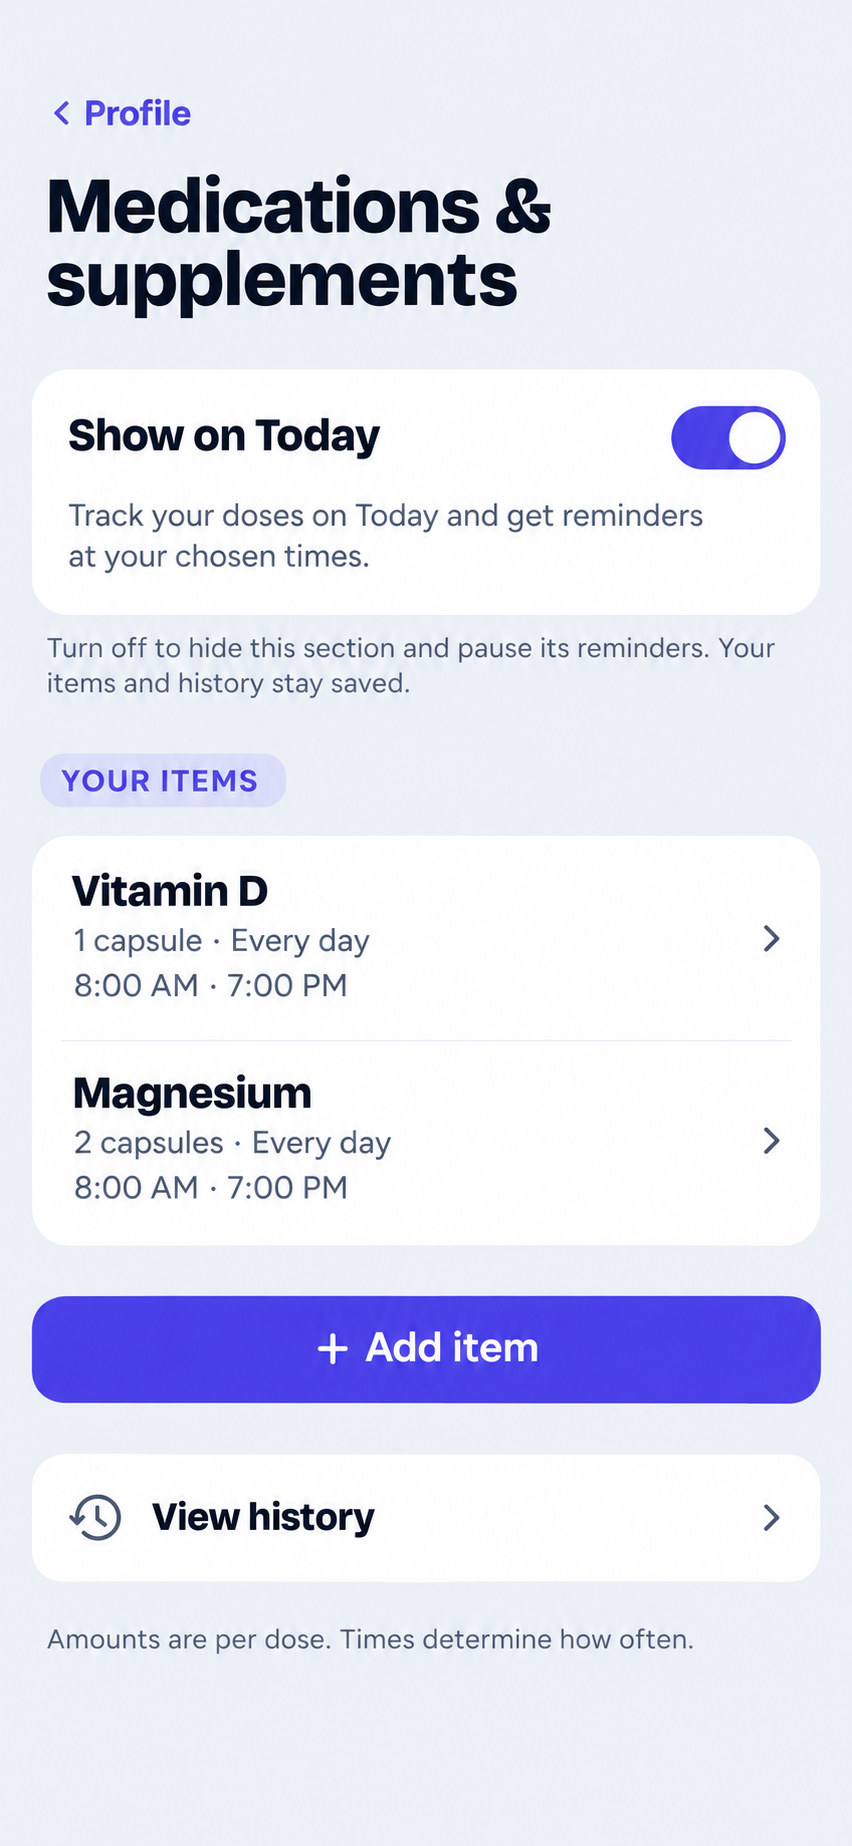 Profile
Medications &
supplements
Show on Today
Track your doses on Today and get reminders
at your chosen times.
Turn off to hide this section and pause its reminders. Your
items and history stay saved.
YOUR ITEMS
Vitamin D
1 capsule · Every day
8:00 AM · 7:00 PM
Magnesium
2 capsules · Every day
8:00 AM · 7:00 PM
+ Add item
View history
Amounts are per dose. Times determine how often.